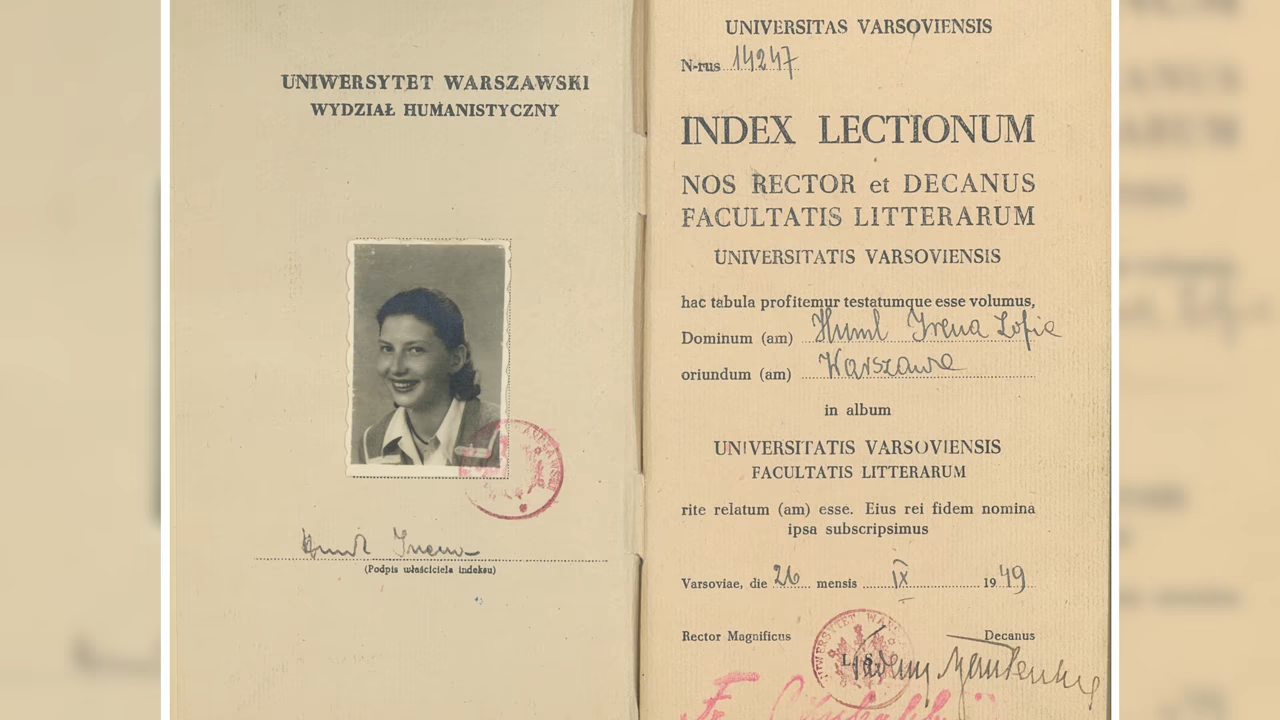 UNIWERSYTET WARSZAWSKI
WYDZIAŁ HUMANISTYCZNY
Huml Irena
(Podpis właściciela indeksu)
UNIVERSITAS VARSOVIENSIS
N-rus 14247
INDEX LECTIONUM
NOS RECTOR et DECANUS
FACULTATIS LITTERARUM
UNIVERSITATIS VARSOVIENSIS
hac tabula profitemur testatumque esse volumus,
Dominum (am) Huml Irena Zofia
oriundum (am) Warszawa
in album
UNIVERSITATIS VARSOVIENSIS
FACULTATIS LITTERARUM
rite relatum (am) esse. Eius rei fidem nomina
ipsa subscripsimus
Varsoviae, die 26 mensis IX 1949
Rector Magnificus Decanus
L. S.